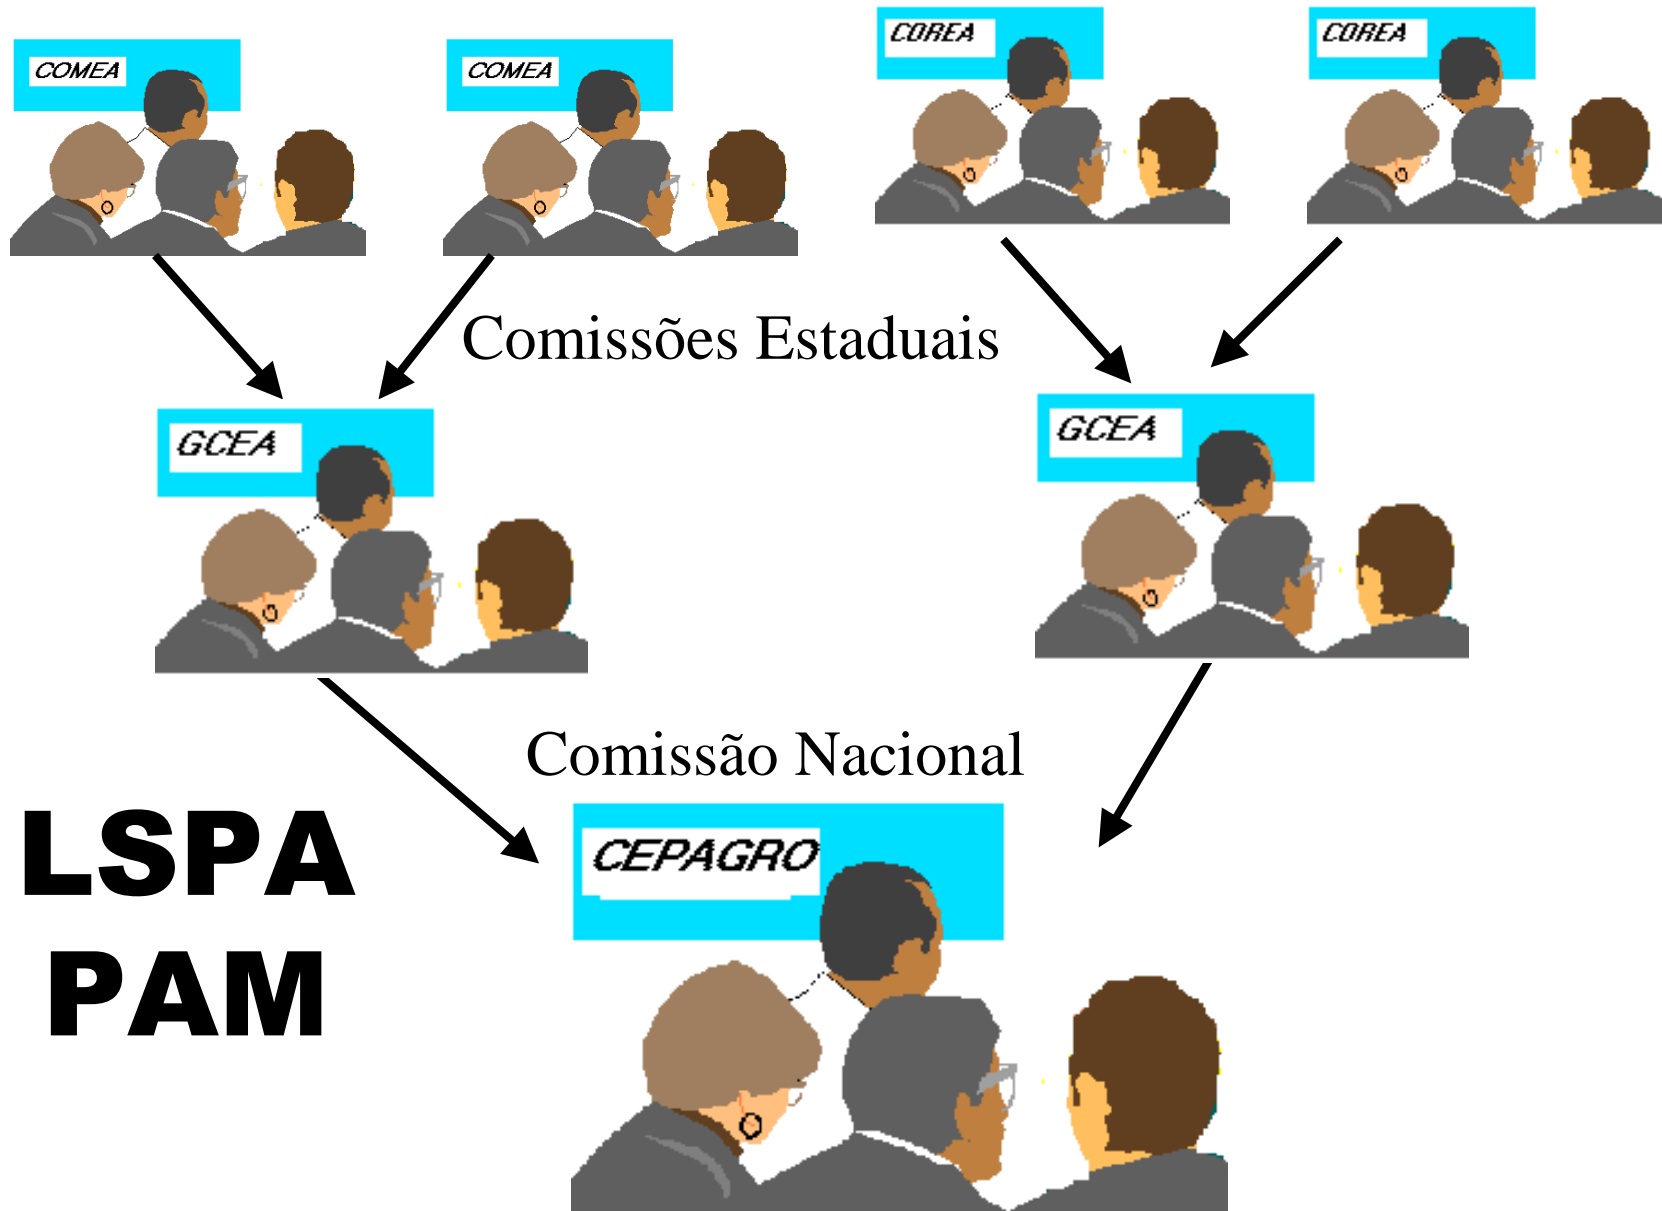 COMEA
COMEA
COREA
COREA
Comissões Estaduais
GCEA
GCEA
Comissão Nacional
CEPAGRO
LSPA
PAM